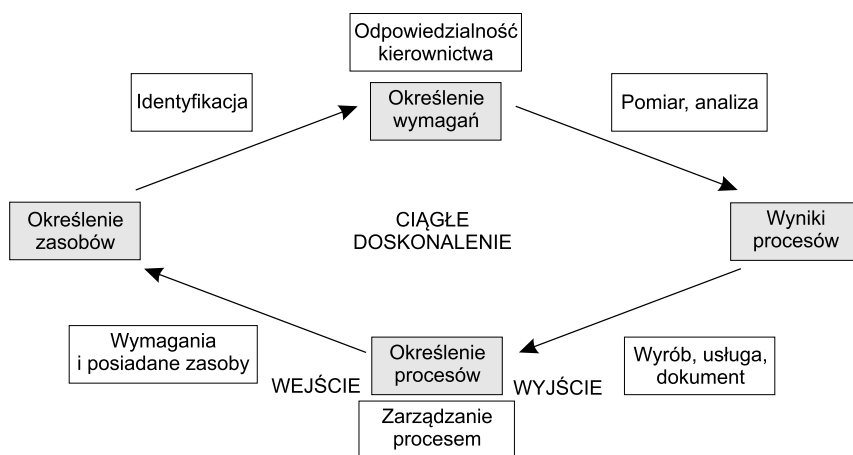 Odpowiedzialność
kierownictwa
Identyfikacja
Określenie
wymagań
Pomiar, analiza
Określenie
zasobów
CIĄGŁE
DOSKONALENIE
Wyniki
procesów
Wymagania
i posiadane zasoby
WEJŚCIE
Określenie
procesów
WYJŚCIE
Wyrób, usługa,
dokument
Zarządzanie
procesem